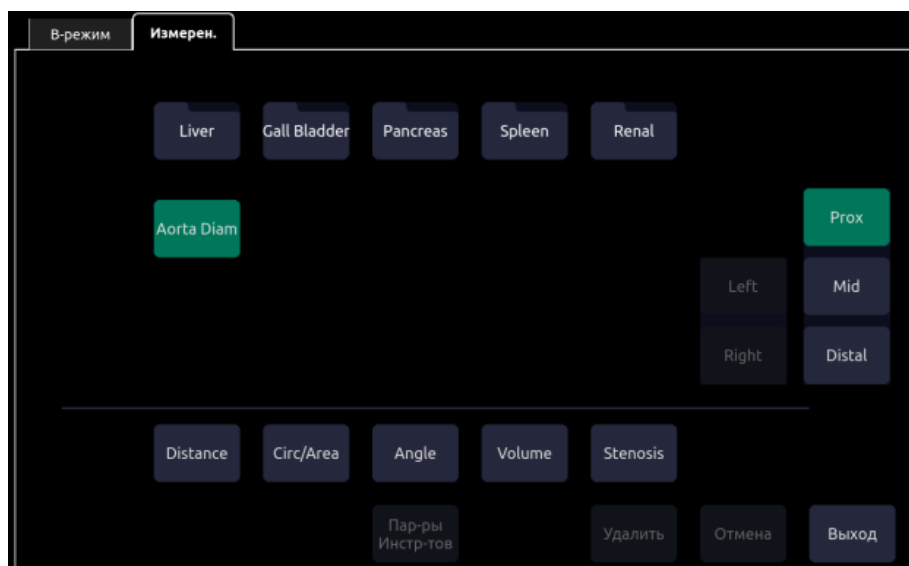 В-режим
Измерен.
Liver
Gall Bladder
Pancreas
Spleen
Renal
Aorta Diam
Prox
Left
Mid
Right
Distal
Distance
Circ/Area
Angle
Volume
Stenosis
Пар-ры
Инстр-тов
Удалить
Отмена
Выход